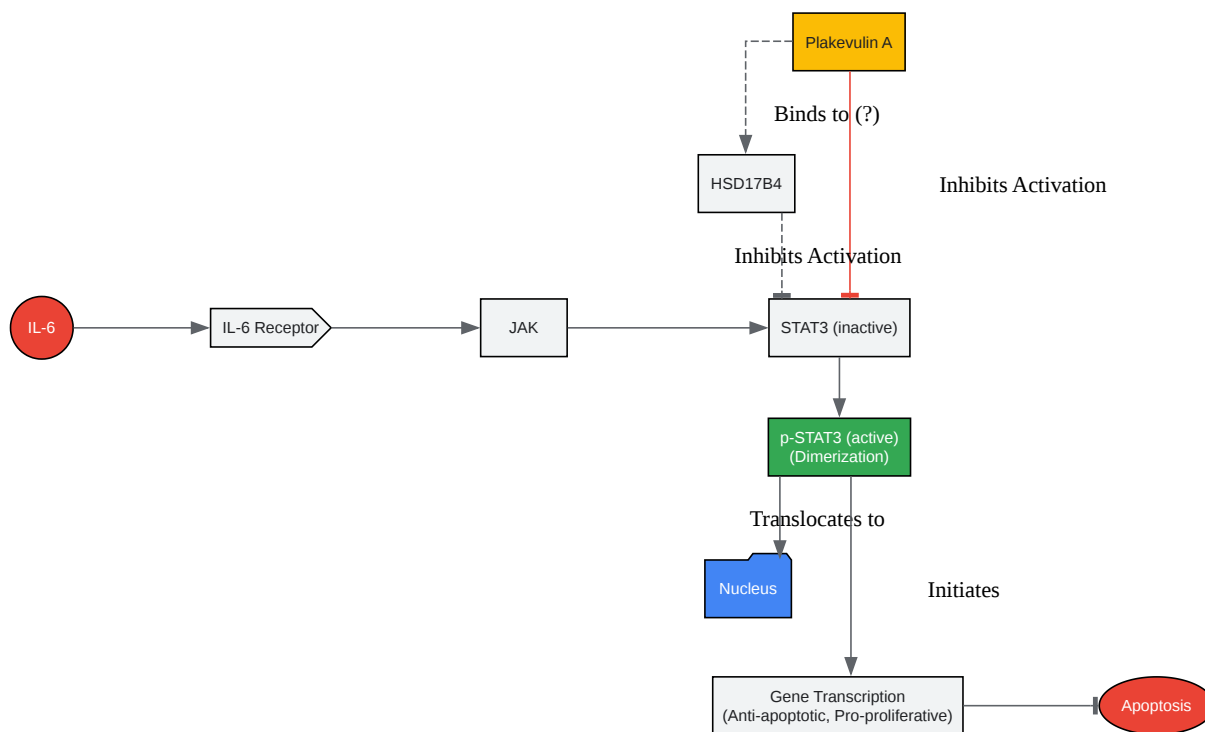 Plakevulin A
Binds to (?)
HSD17B4
Inhibits Activation
Inhibits Activation
IL-6
IL-6 Receptor
JAK
STAT3 (inactive)
p-STAT3 (active)
(Dimerization)
Translocates to
Nucleus
Initiates
Gene Transcription
(Anti-apoptotic, Pro-proliferative)
Apoptosis